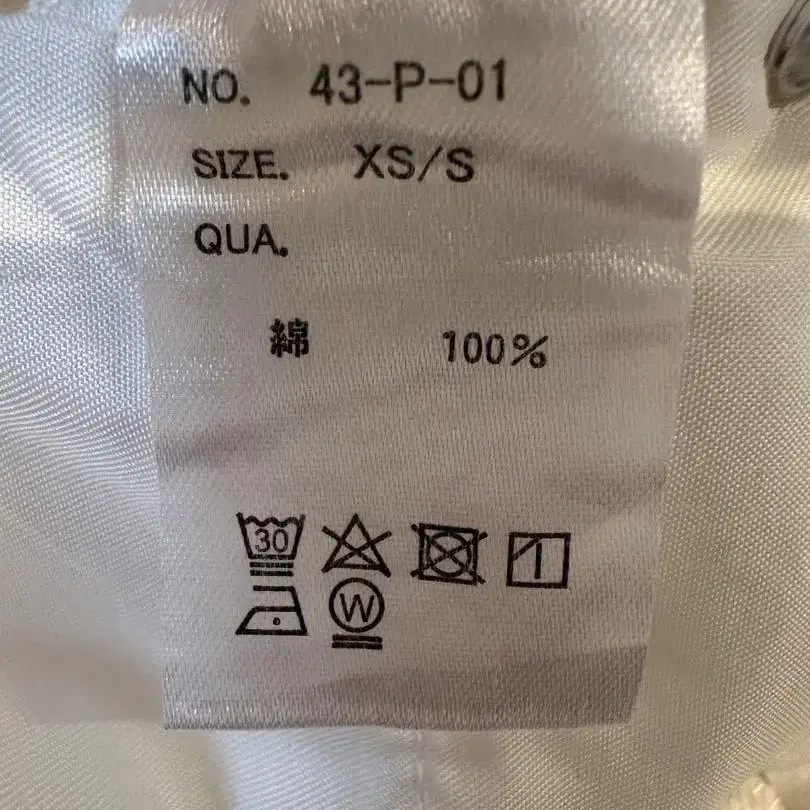 NO. 43-P-01
SIZE. XS/S
QUA.
綿 100%
30
W